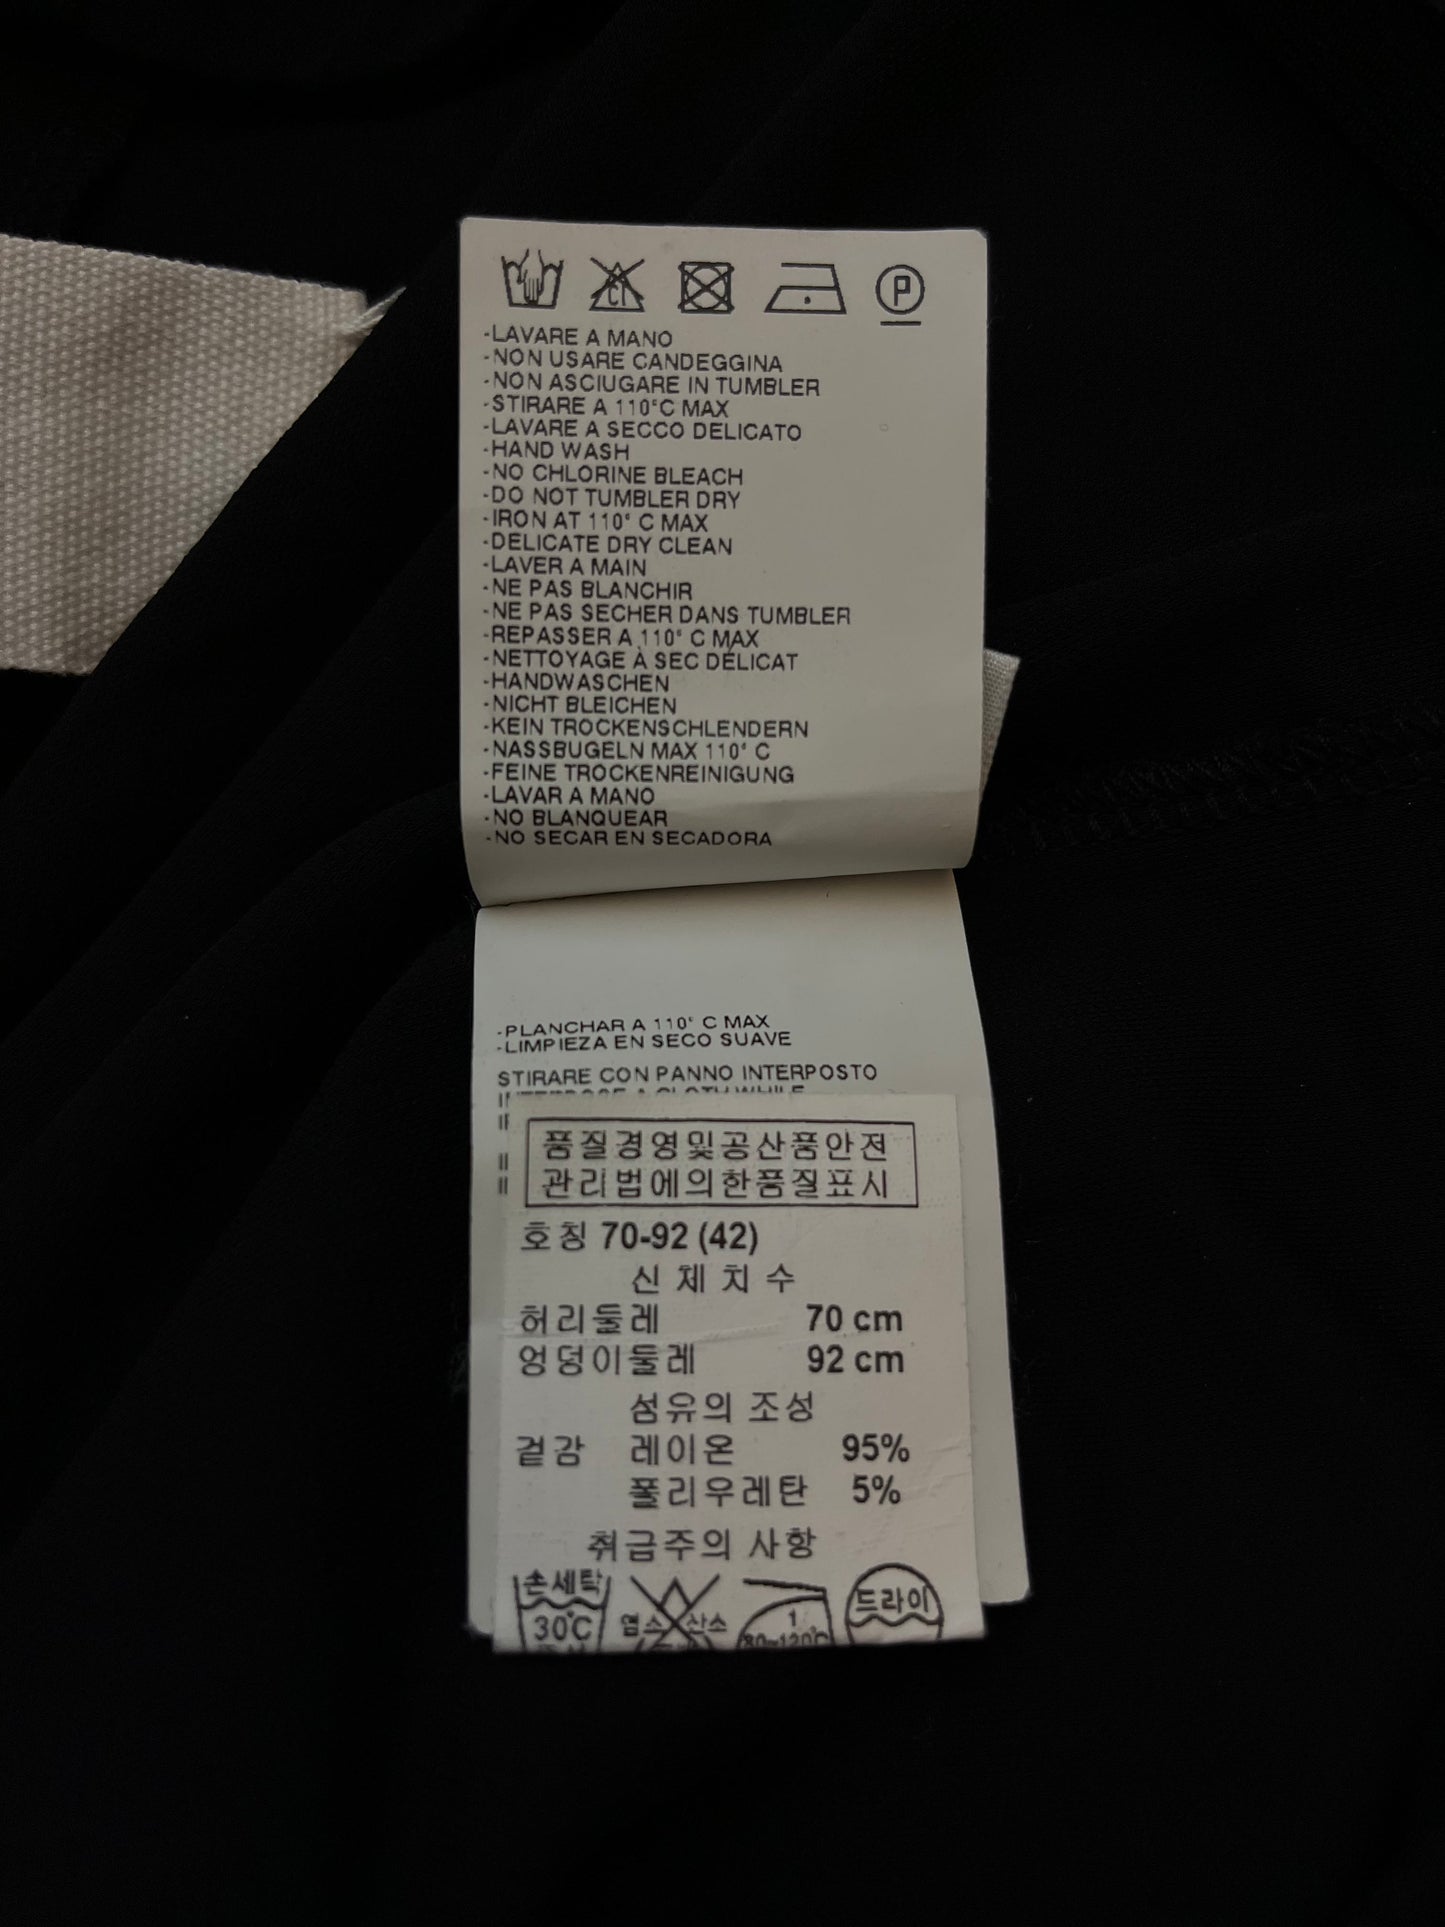 CL
P
-LAVARE A MANO
-NON USARE CANDEGGINA
-NON ASCIUGARE IN TUMBLER
-STIRARE A 110°C MAX
-LAVARE A SECCO DELICATO
-HAND WASH
-NO CHLORINE BLEACH
-DO NOT TUMBLER DRY
-IRON AT 110° C MAX
-DELICATE DRY CLEAN
-LAVER A MAIN
-NE PAS BLANCHIR
-NE PAS SECHER DANS TUMBLER
-REPASSER A 110° C MAX
-NETTOYAGE À SEC DÉLICAT
-HANDWASCHEN
-NICHT BLEICHEN
-KEIN TROCKENSCHLENDERN
-NASSBUGELN MAX 110° C
-FEINE TROCKENREINIGUNG
-LAVAR A MANO
-NO BLANQUEAR
-NO SECAR EN SECADORA
-PLANCHAR A 110° C MAX
-LIMPIEZA EN SECO SUAVE
STIRARE CON PANNO INTERPOSTO
INTERPOSE A CLOTH WHILE
품질경영및공산품안전
관리법에의한품질표시
호칭 70-92 (42)
신체치수
허리둘레 70 cm
엉덩이둘레 92 cm
섬유의 조성
겉감 레이온 95%
폴리우레탄 5%
취급주의 사항
손세탁 30°C
염소 산소
1 80~120°C
드라이